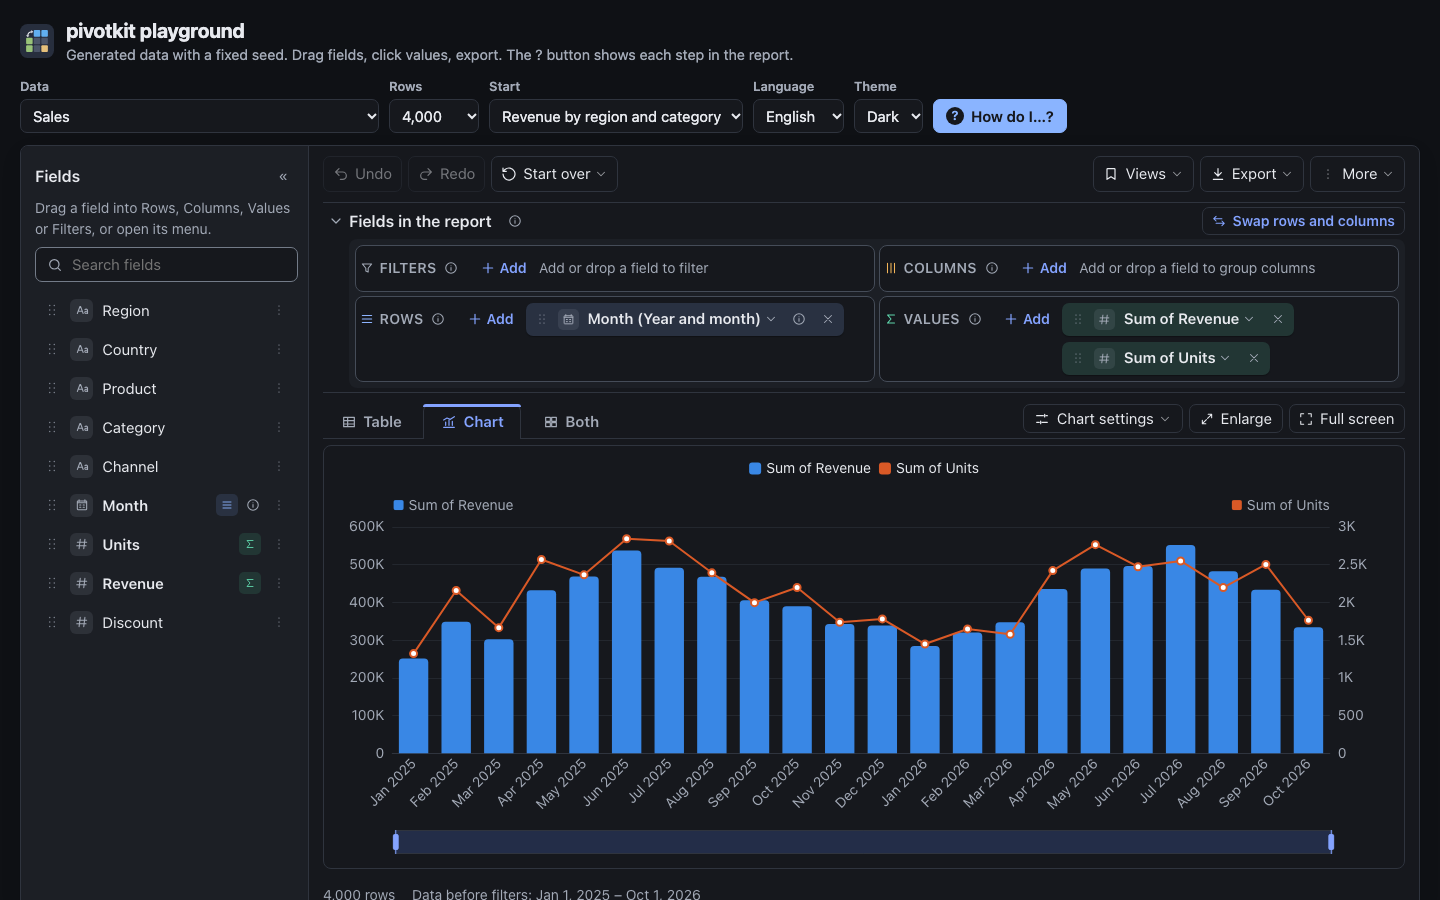 pivotkit playground
Generated data with a fixed seed. Drag fields, click values, export. The ? button shows each step in the report.
Data
Rows
Start
Language
Theme
Sales
4,000
Revenue by region and category
English
Dark
? How do I...?
Fields
«
Drag a field into Rows, Columns, Values
or Filters, or open its menu.
Search fields
Aa Region
Aa Country
Aa Product
Aa Category
Aa Channel
Month
# Units Σ
# Revenue Σ
# Discount
Undo
Redo
Start over
Views
Export
More
Fields in the report
Swap rows and columns
FILTERS
+ Add
Add or drop a field to filter
COLUMNS
+ Add
Add or drop a field to group columns
ROWS
+ Add
Month (Year and month)
Σ VALUES
+ Add
# Sum of Revenue
# Sum of Units
Table
Chart
Both
Chart settings
Enlarge
Full screen
Sum of Revenue
Sum of Units
Sum of Revenue
Sum of Units
600K
500K
400K
300K
200K
100K
0
3K
2.5K
2K
1.5K
1K
500
0
Jan 2025
Feb 2025
Mar 2025
Apr 2025
May 2025
Jun 2025
Jul 2025
Aug 2025
Sep 2025
Oct 2025
Nov 2025
Dec 2025
Jan 2026
Feb 2026
Mar 2026
Apr 2026
May 2026
Jun 2026
Jul 2026
Aug 2026
Sep 2026
Oct 2026
4,000 rows
Data before filters: Jan 1, 2025 – Oct 1, 2026